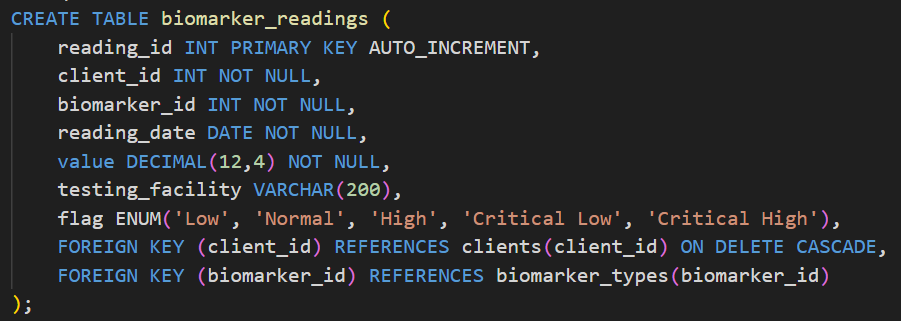 CREATE TABLE biomarker_readings (
    reading_id INT PRIMARY KEY AUTO_INCREMENT,
    client_id INT NOT NULL,
    biomarker_id INT NOT NULL,
    reading_date DATE NOT NULL,
    value DECIMAL(12,4) NOT NULL,
    testing_facility VARCHAR(200),
    flag ENUM('Low', 'Normal', 'High', 'Critical Low', 'Critical High'),
    FOREIGN KEY (client_id) REFERENCES clients(client_id) ON DELETE CASCADE,
    FOREIGN KEY (biomarker_id) REFERENCES biomarker_types(biomarker_id)
);